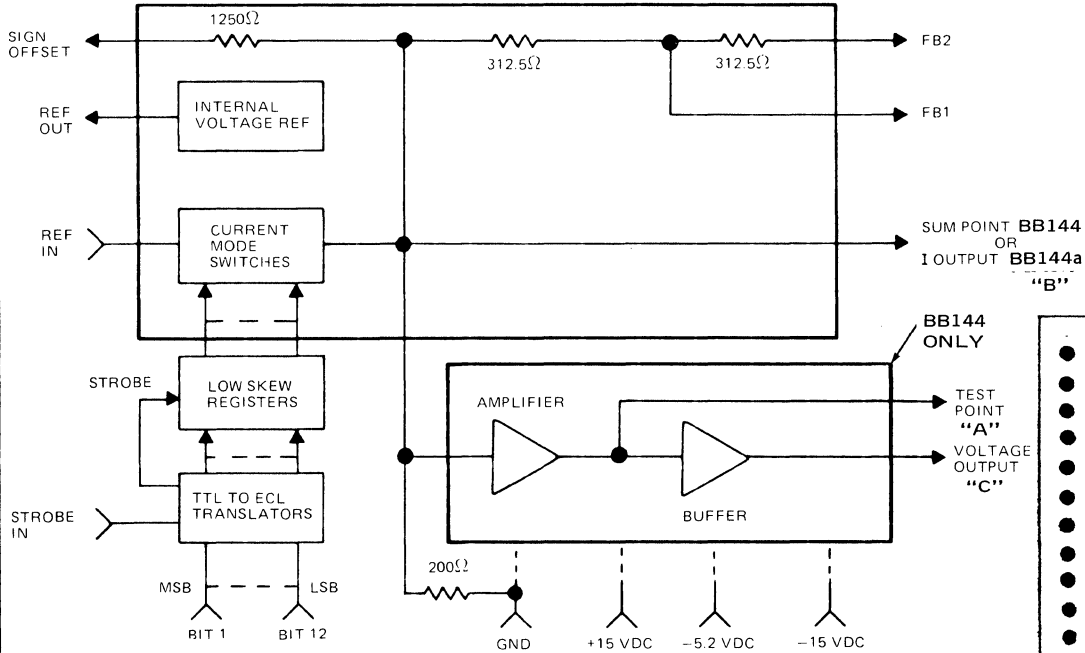 1250Ω
SIGN
OFFSET
312.5Ω
312.5Ω
FB2
FB1
INTERNAL
VOLTAGE REF
REF
OUT
REF
IN
CURRENT
MODE
SWITCHES
SUM POINT BB144
OR
I OUTPUT BB144a
"B"
BB144
ONLY
STROBE
LOW SKEW
REGISTERS
AMPLIFIER
TEST
POINT
"A"
VOLTAGE
OUTPUT
"C"
BUFFER
TTL TO ECL
TRANSLATORS
STROBE
IN
MSB
LSB
BIT 1
BIT 12
200Ω
GND
+15 VDC
−5.2 VDC
−15 VDC